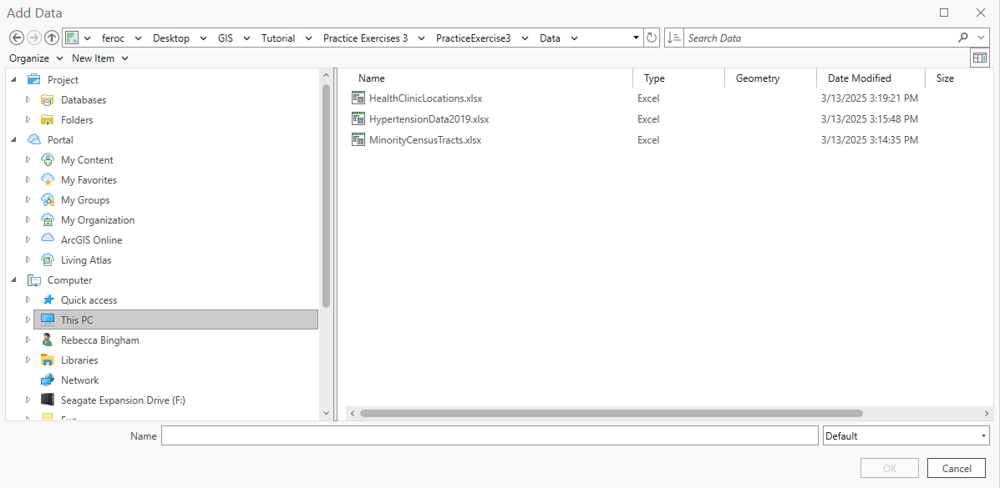 Add Data
feroc Desktop GIS Tutorial Practice Exercises 3 PracticeExercise3 Data Search Data
Organize New Item
Project
Databases
Folders
Portal
My Content
My Favorites
My Groups
My Organization
ArcGIS Online
Living Atlas
Computer
Quick access
This PC
Rebecca Bingham
Libraries
Network
Seagate Expansion Drive (F:)
Name Type Geometry Date Modified Size
HealthClinicLocations.xlsx Excel 3/13/2025 3:19:21 PM
HypertensionData2019.xlsx Excel 3/13/2025 3:15:48 PM
MinorityCensusTracts.xlsx Excel 3/13/2025 3:14:35 PM
Name Default
OK Cancel